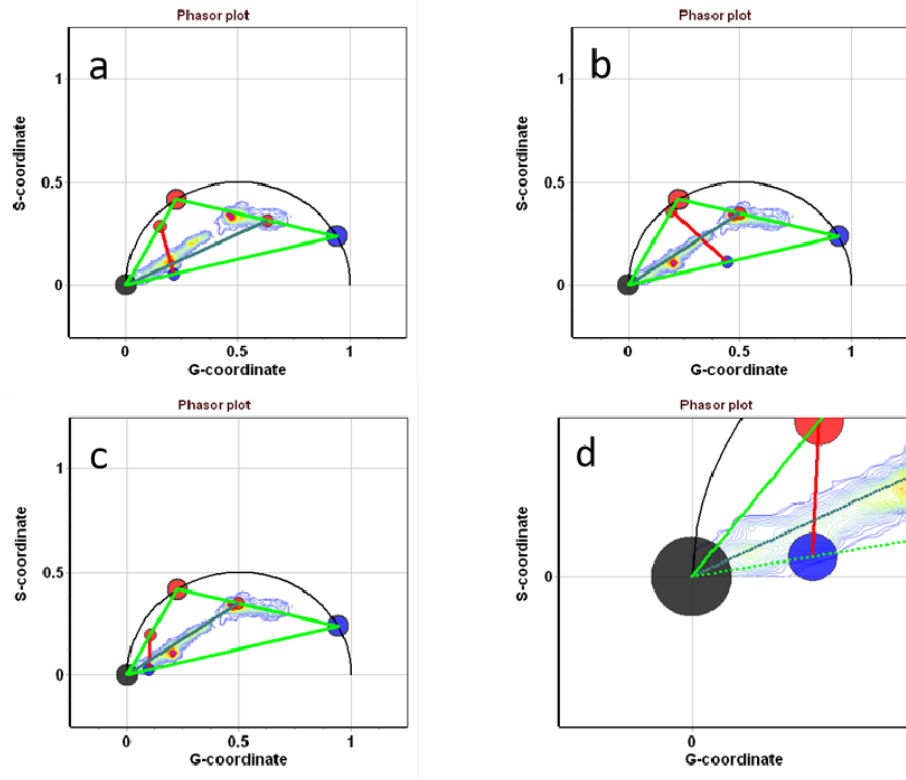 Phasor plot
a
S-coordinate
1
0.5
0
0
0.5
1
G-coordinate
Phasor plot
b
S-coordinate
1
0.5
0
0
0.5
1
G-coordinate
Phasor plot
c
S-coordinate
1
0.5
0
0
0.5
1
G-coordinate
Phasor plot
d
S-coordinate
0
0
G-coordinate